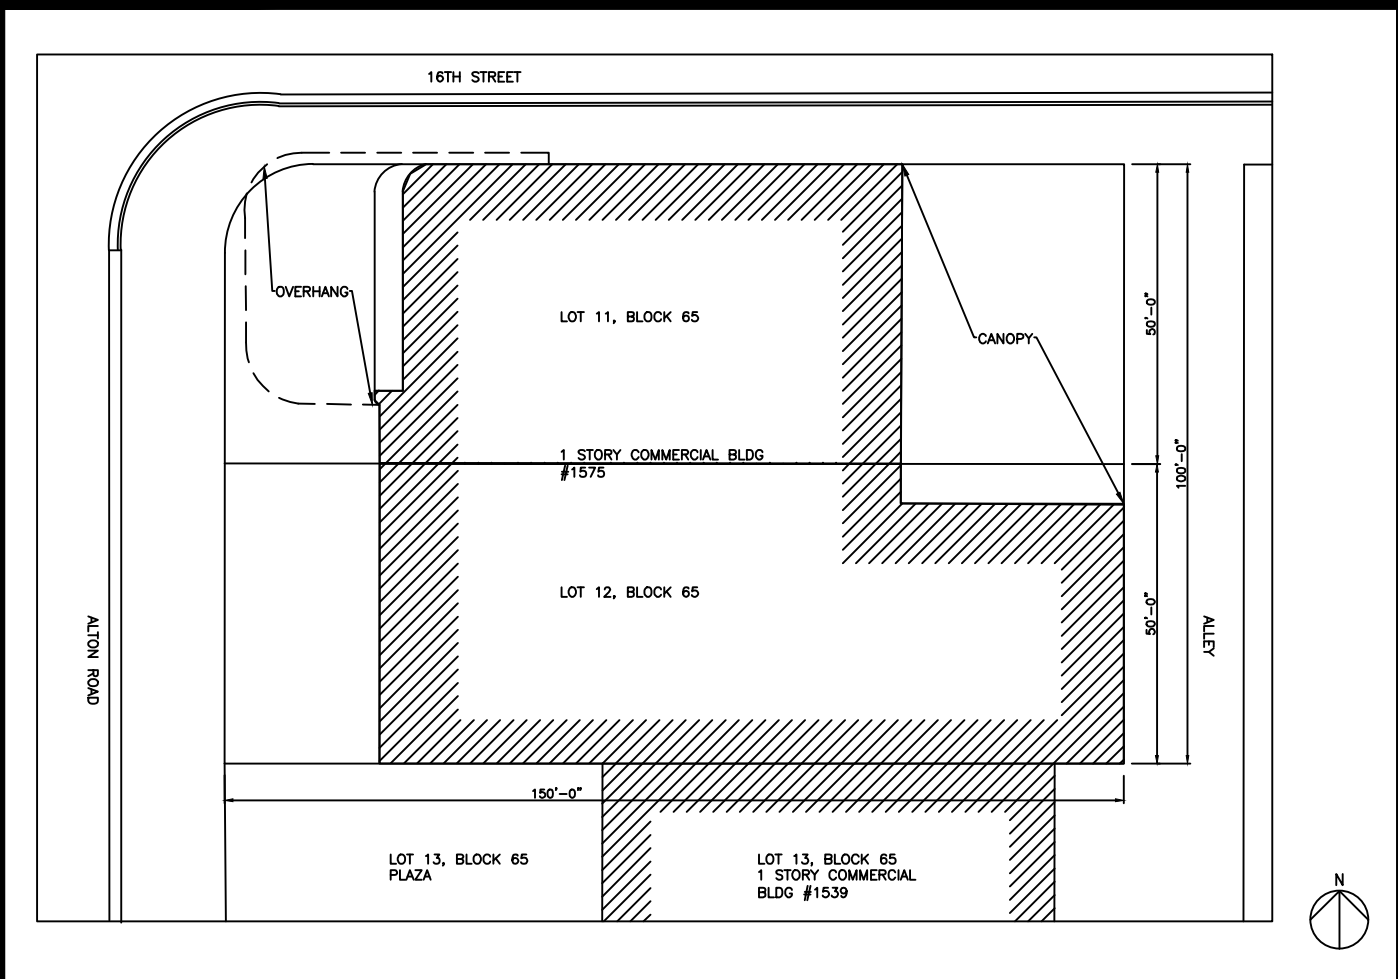 16TH STREET
OVERHANG
LOT 11, BLOCK 65
CANOPY
50'-0"
1 STORY COMMERCIAL BLDG
#1575
100'-0"
LOT 12, BLOCK 65
50'-0"
ALLEY
ALTON ROAD
150'-0"
LOT 13, BLOCK 65
PLAZA
LOT 13, BLOCK 65
1 STORY COMMERCIAL
BLDG #1539
N